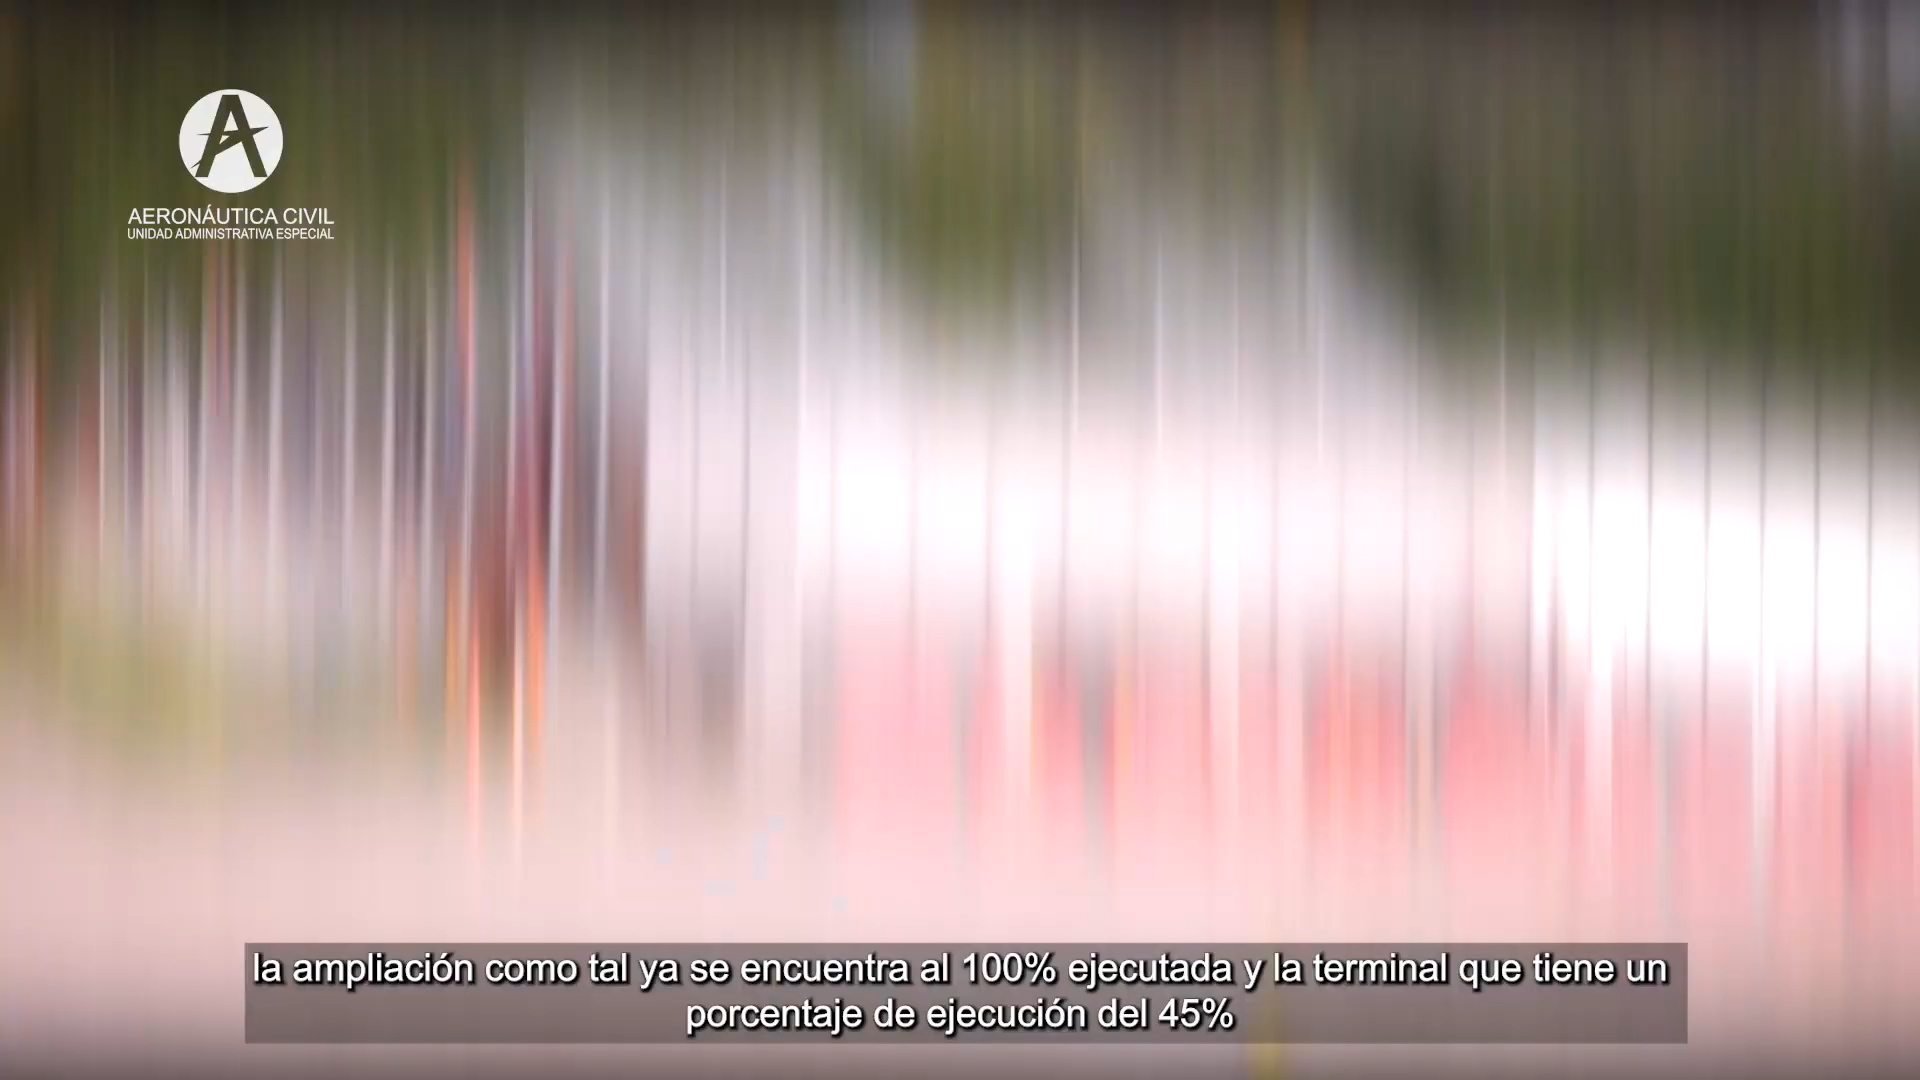 AERONÁUTICA CIVIL
UNIDAD ADMINISTRATIVA ESPECIAL
la ampliación como tal ya se encuentra al 100% ejecutada y la terminal que tiene un
porcentaje de ejecución del 45%